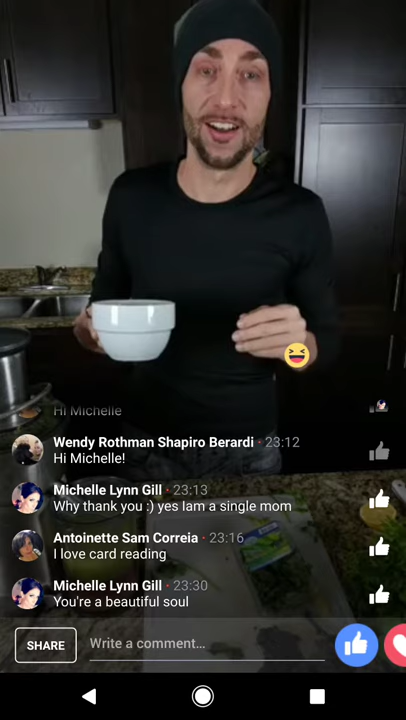 Hi Michelle
Wendy Rothman Shapiro Berardi · 23:12
Hi Michelle!
Michelle Lynn Gill · 23:13
Why thank you :) yes Iam a single mom
Antoinette Sam Correia · 23:16
I love card reading
Michelle Lynn Gill · 23:30
You're a beautiful soul
SHARE
Write a comment...